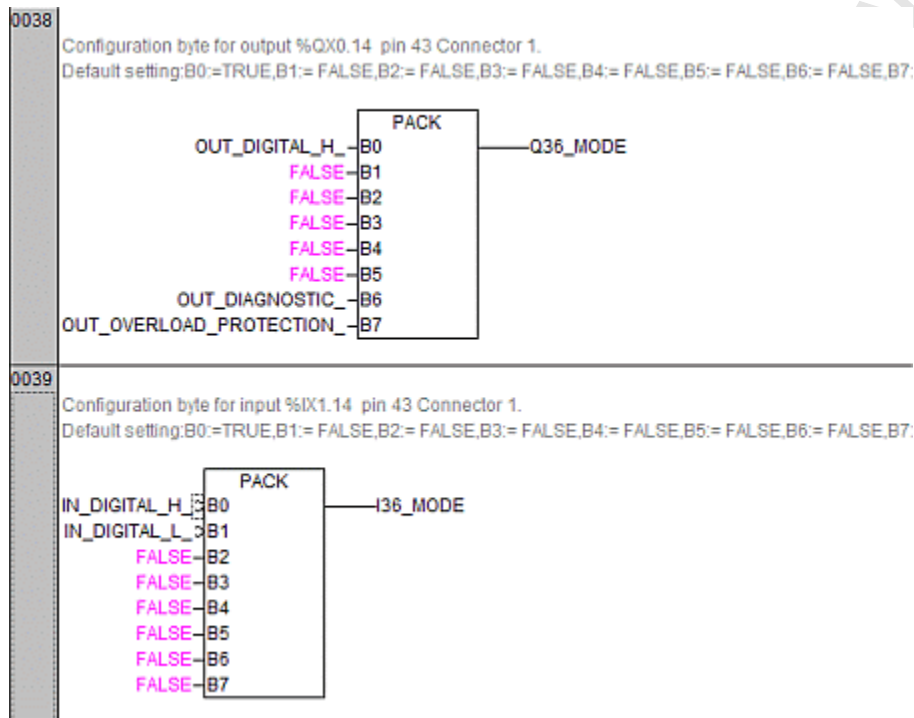 0038
Configuration byte for output %QX0.14 pin 43 Connector 1.
Default setting:B0:=TRUE,B1:= FALSE,B2:= FALSE,B3:= FALSE,B4:= FALSE,B5:= FALSE,B6:= FALSE,B7:
PACK
OUT_DIGITAL_H_ B0 Q36_MODE
FALSE B1
FALSE B2
FALSE B3
FALSE B4
FALSE B5
OUT_DIAGNOSTIC_ B6
OUT_OVERLOAD_PROTECTION_ B7
0039
Configuration byte for input %IX1.14 pin 43 Connector 1.
Default setting:B0:=TRUE,B1:= FALSE,B2:= FALSE,B3:= FALSE,B4:= FALSE,B5:= FALSE,B6:= FALSE,B7:
PACK
IN_DIGITAL_H_ B0 I36_MODE
IN_DIGITAL_L_ B1
FALSE B2
FALSE B3
FALSE B4
FALSE B5
FALSE B6
FALSE B7